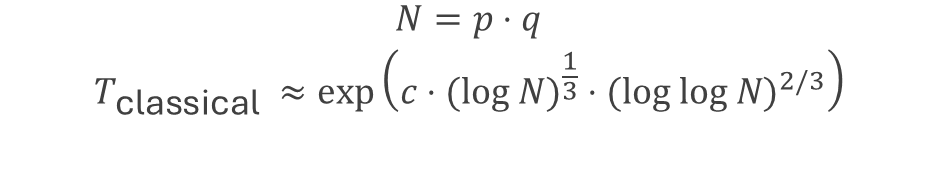 N = p · q
T_classical ≈ exp(c · (log N)^{1/3} · (log log N)^{2/3})